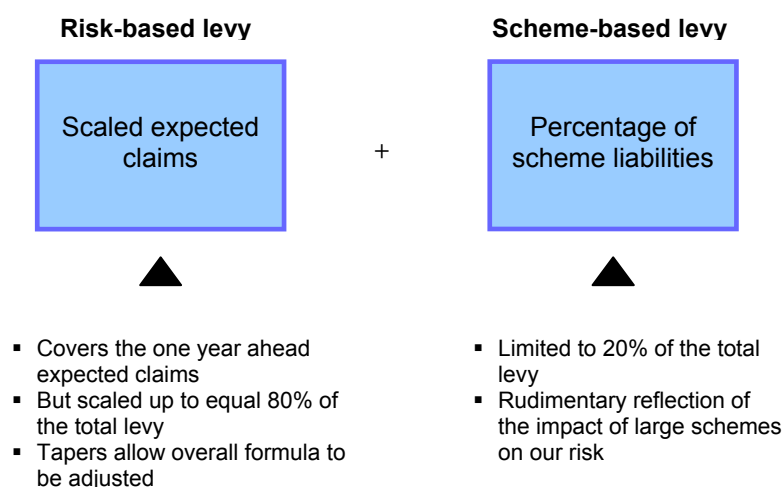 Risk-based levy
Scaled expected
claims
+
Scheme-based levy
Percentage of
scheme liabilities
▪ Covers the one year ahead
expected claims
▪ But scaled up to equal 80% of
the total levy
▪ Tapers allow overall formula to
be adjusted
▪ Limited to 20% of the total
levy
▪ Rudimentary reflection of
the impact of large schemes
on our risk